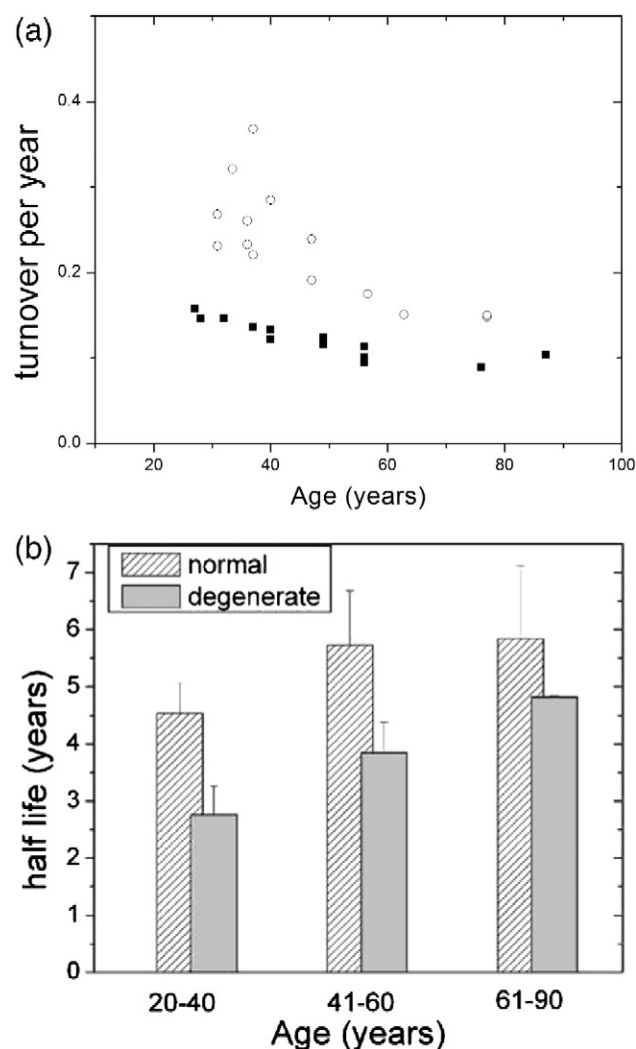 (a)
turnover per year
0.4
0.2
0.0
20 40 60 80 100
Age (years)
(b)
normal
degenerate
half life (years)
7
6
5
4
3
2
1
0
20-40 41-60 61-90
Age (years)